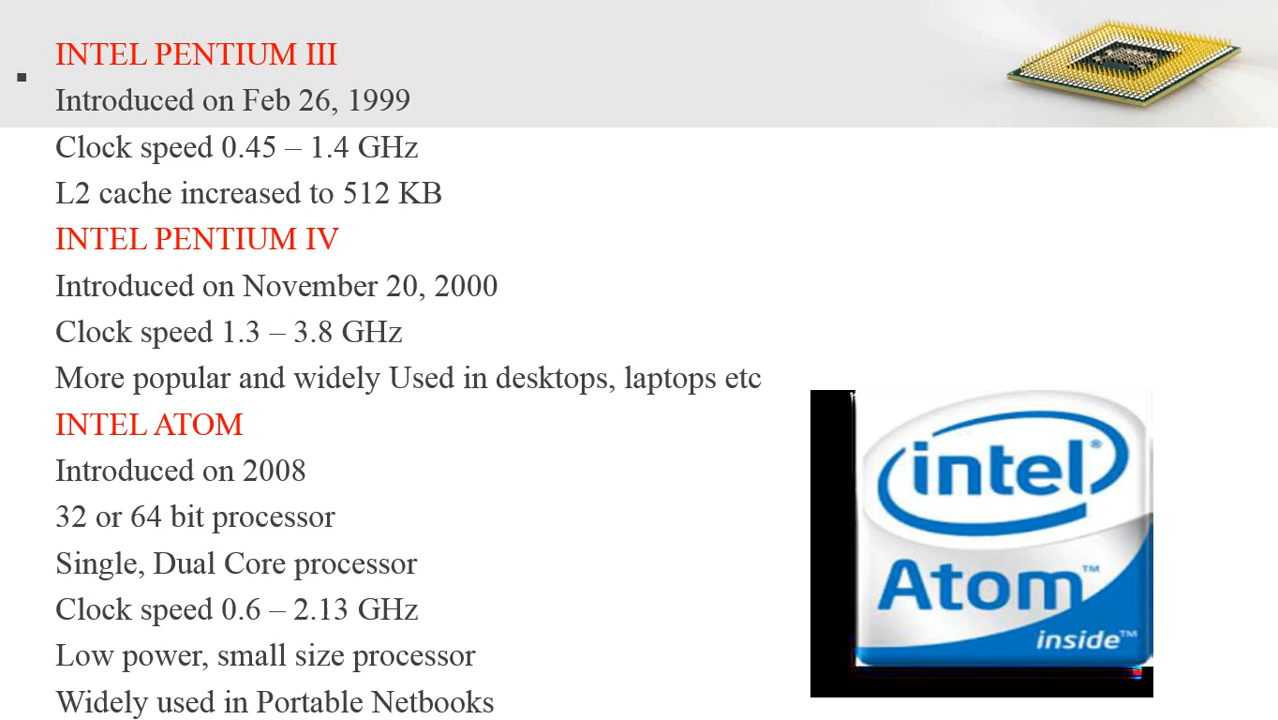 INTEL PENTIUM III
Introduced on Feb 26, 1999
Clock speed 0.45 – 1.4 GHz
L2 cache increased to 512 KB
INTEL PENTIUM IV
Introduced on November 20, 2000
Clock speed 1.3 – 3.8 GHz
More popular and widely Used in desktops, laptops etc
INTEL ATOM
Introduced on 2008
32 or 64 bit processor
Single, Dual Core processor
Clock speed 0.6 – 2.13 GHz
Low power, small size processor
Widely used in Portable Netbooks
intel®
Atom™
inside™